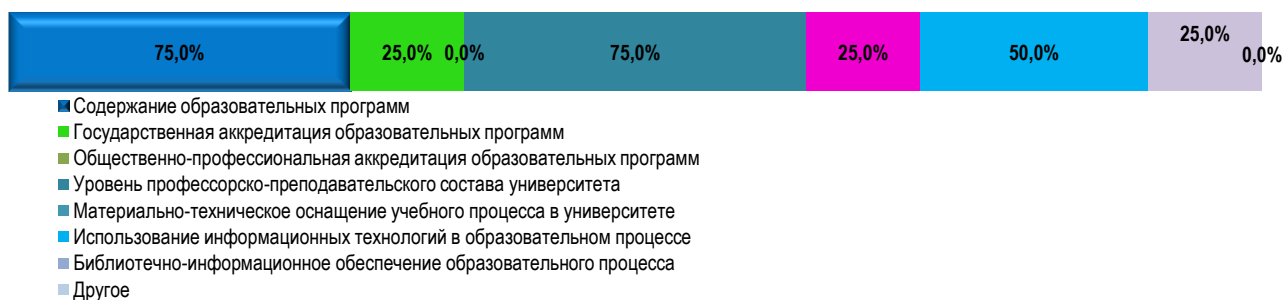 75,0% 25,0% 0,0% 75,0% 25,0% 50,0% 25,0% 0,0%
Содержание образовательных программ
Государственная аккредитация образовательных программ
Общественно-профессиональная аккредитация образовательных программ
Уровень профессорско-преподавательского состава университета
Материально-техническое оснащение учебного процесса в университете
Использование информационных технологий в образовательном процессе
Библиотечно-информационное обеспечение образовательного процесса
Другое